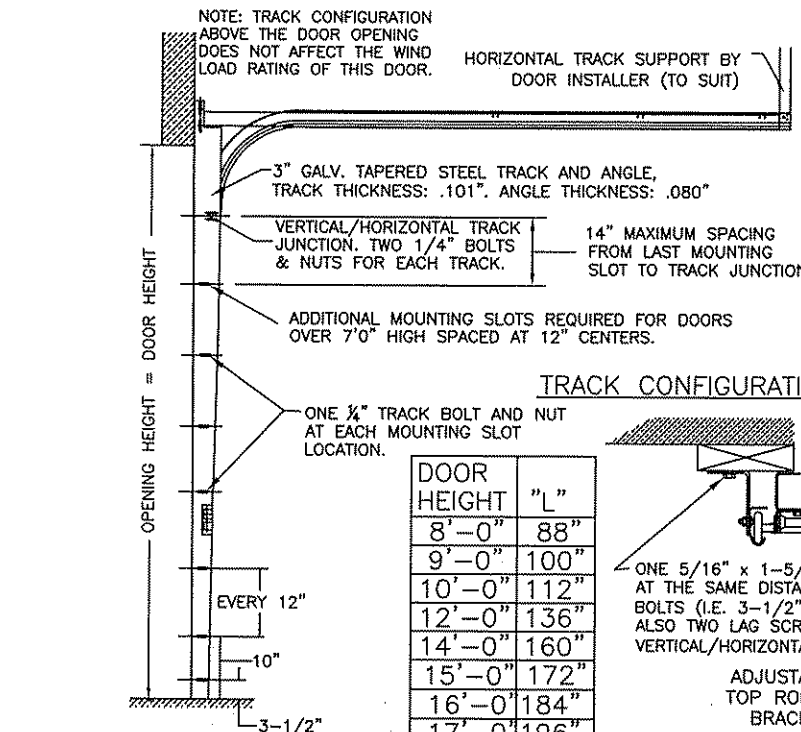 NOTE: TRACK CONFIGURATION
ABOVE THE DOOR OPENING
DOES NOT AFFECT THE WIND
LOAD RATING OF THIS DOOR.
HORIZONTAL TRACK SUPPORT BY
DOOR INSTALLER (TO SUIT)
3" GALV. TAPERED STEEL TRACK AND ANGLE,
TRACK THICKNESS: .101". ANGLE THICKNESS: .080"
VERTICAL/HORIZONTAL TRACK
JUNCTION. TWO 1/4" BOLTS
& NUTS FOR EACH TRACK.
14" MAXIMUM SPACING
FROM LAST MOUNTING
SLOT TO TRACK JUNCTION
ADDITIONAL MOUNTING SLOTS REQUIRED FOR DOORS
OVER 7'0" HIGH SPACED AT 12" CENTERS.
OPENING HEIGHT = DOOR HEIGHT
TRACK CONFIGURATI
ONE 1/4" TRACK BOLT AND NUT
AT EACH MOUNTING SLOT
LOCATION.
DOOR HEIGHT "L"
8'-0" 88"
9'-0" 100"
10'-0" 112"
12'-0" 136"
14'-0" 160"
15'-0" 172"
16'-0" 184"
17'-0" 196"
EVERY 12"
10"
3-1/2"
ONE 5/16" x 1-5/
AT THE SAME DISTA
BOLTS (I.E. 3-1/2"
ALSO TWO LAG SCR
VERTICAL/HORIZONTA
ADJUSTA
TOP RO
BRAC